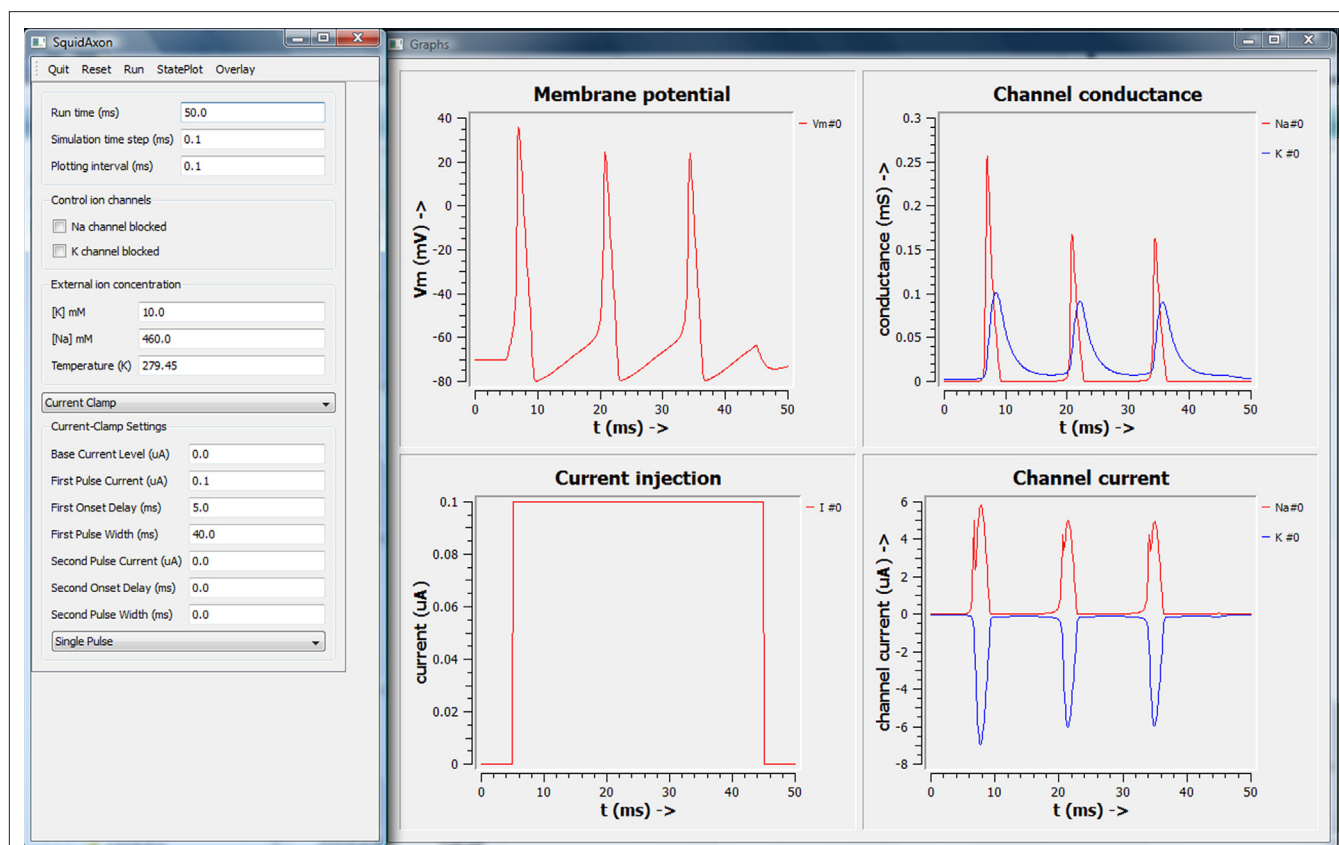 SquidAxon
Quit Reset Run StatePlot Overlay
Run time (ms) 50.0
Simulation time step (ms) 0.1
Plotting interval (ms) 0.1
Control ion channels
Na channel blocked
K channel blocked
External ion concentration
[K] mM 10.0
[Na] mM 460.0
Temperature (K) 279.45
Current Clamp
Current-Clamp Settings
Base Current Level (uA) 0.0
First Pulse Current (uA) 0.1
First Onset Delay (ms) 5.0
First Pulse Width (ms) 40.0
Second Pulse Current (uA) 0.0
Second Onset Delay (ms) 0.0
Second Pulse Width (ms) 0.0
Single Pulse
Graphs
Membrane potential
Vm#0
Vm (mV) ->
40
20
0
-20
-40
-60
-80
0 10 20 30 40 50
t (ms) ->
Channel conductance
Na#0
K #0
conductance (mS) ->
0.3
0.25
0.2
0.15
0.1
0.05
0
0 10 20 30 40 50
t (ms) ->
Current injection
I #0
current (uA)
0.1
0.08
0.06
0.04
0.02
0
0 10 20 30 40 50
t (ms) ->
Channel current
Na#0
K #0
channel current (uA) ->
6
4
2
0
-2
-4
-6
-8
0 10 20 30 40 50
t (ms) ->